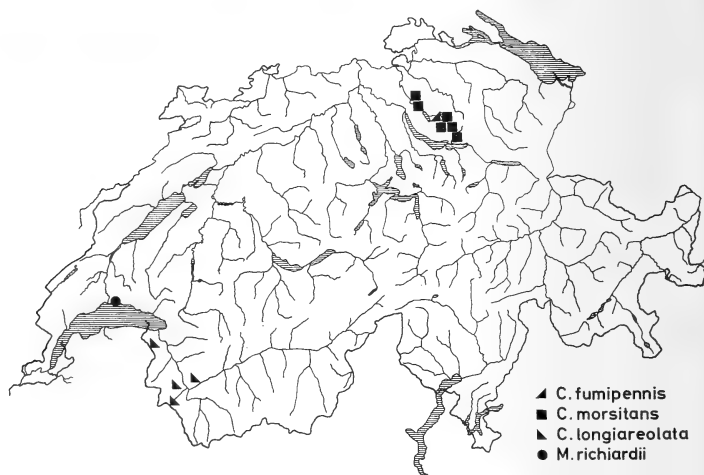 C. fumipennis
C. morsitans
C. longiareolata
M. richiardii